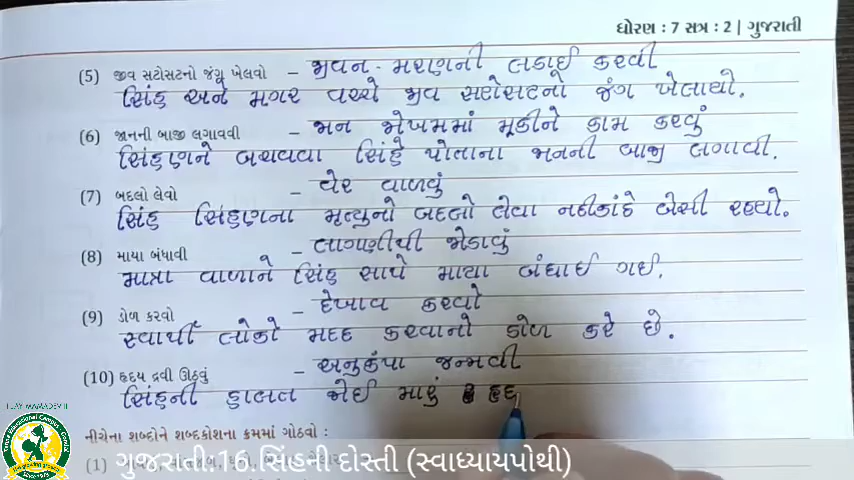 ધોરણ : 7 સત્ર : 2 | ગુજરાતી
(5) જીવ સટોસટનો જંગ ખેલવો – જીવન - મરણની લડાઈ કરવી
સિંહ અને મગર વચ્ચે જીવ સટોસટનો જંગ ખેલાયો.
(6) જાનની બાજી લગાવવી – જાન જોખમમાં મૂકીને કામ કરવું
સિંહણને બચાવવા સિંહે પોતાના જાનની બાજી લગાવી.
(7) બદલો લેવો – વેર વાળવું
સિંહ સિંહણના મૃત્યુનો બદલો લેવા નદીકાંઠે બેસી રહ્યો.
(8) માયા બંધાવી – લાગણીથી જોડાવું
માત્રા વાળાને સિંહ સાથે માયા બંધાઈ ગઈ.
(9) ડોળ કરવો – દેખાવ કરવો
સ્વાર્થી લોકો મદદ કરવાનો ડોળ કરે છે.
(10) હૃદય દ્રવી ઊઠવું – અનુકંપા જન્મવી
સિંહની હાલત જોઈ મારું હૃદ
નીચેના શબ્દોને શબ્દકોશના ક્રમમાં ગોઠવો :
(1)
ગુજરાતી:16 સિંહની દોસ્તી (સ્વાધ્યાયપોથી)